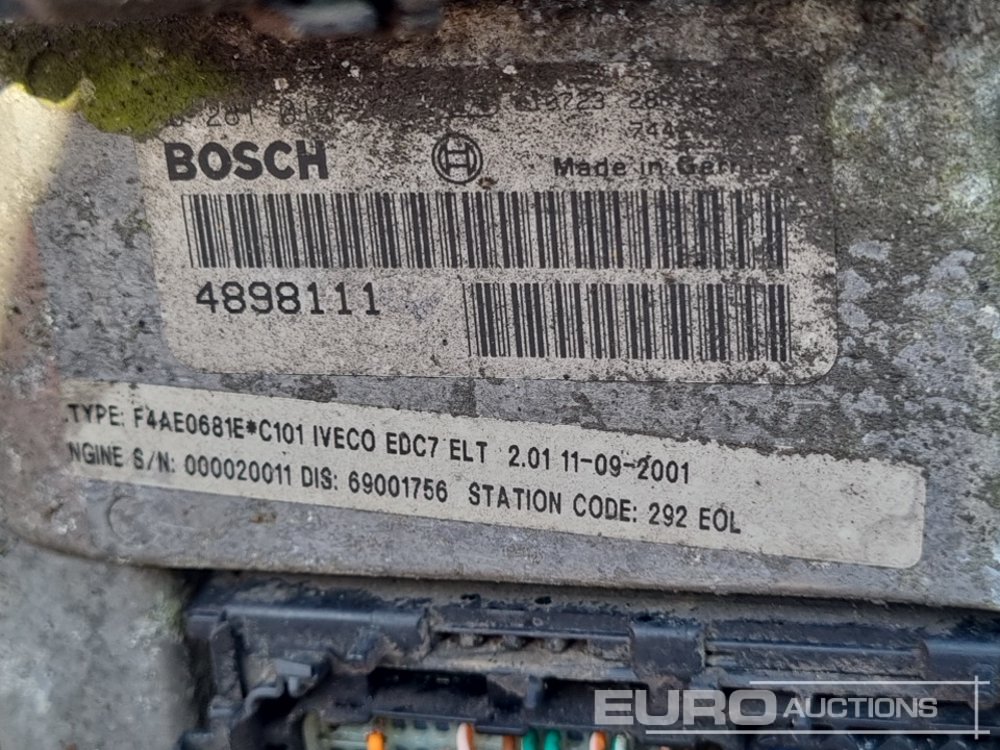 BOSCH
Made in
4898111
TYPE: F4AE0681E*C101 IVECO EDC7 ELT 2.01 11-09-2001
NGINE S/N: 000020011 DIS: 69001756 STATION CODE: 292 EOL
EURO AUCTIONS